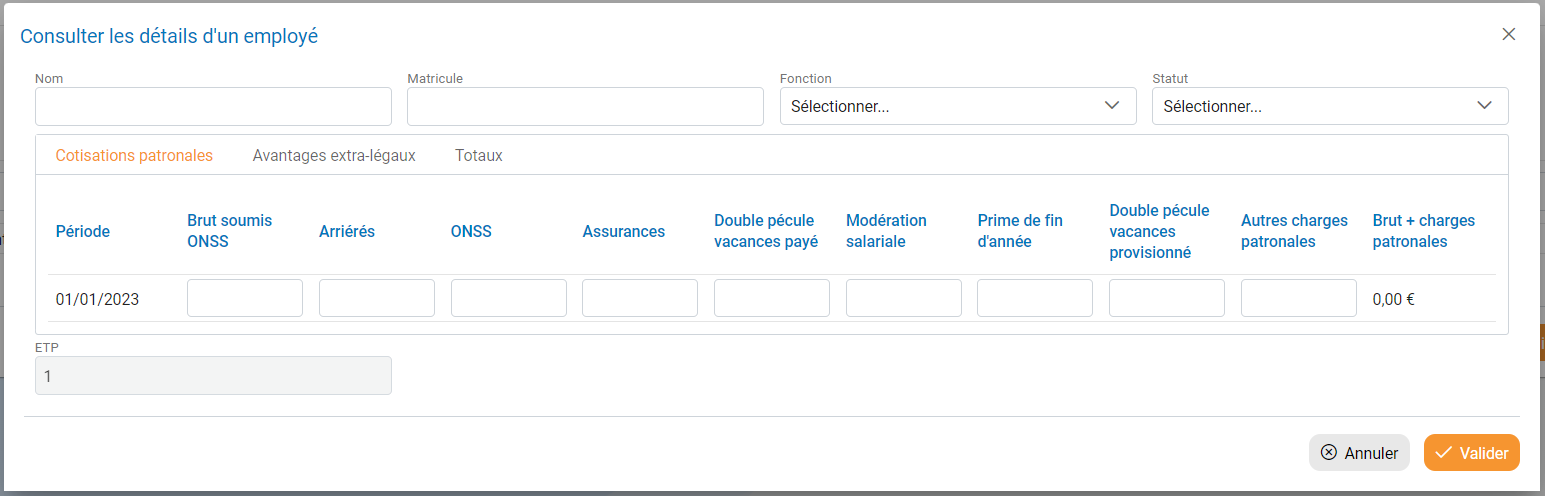 Consulter les détails d'un employé
Nom
Matricule
Fonction
Statut
Sélectionner...
Sélectionner...
Cotisations patronales
Avantages extra-légaux
Totaux
Période
Brut soumis
ONSS
Arriérés
ONSS
Assurances
Double pécule
vacances payé
Modération
salariale
Prime de fin
d'année
Double pécule
vacances
provisionné
Autres charges
patronales
Brut + charges
patronales
01/01/2023
0,00 €
ETP
1
Annuler
Valider